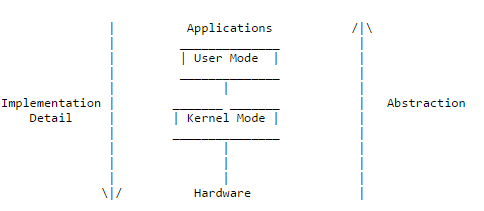 Applications
User Mode
Implementation
Detail
Abstraction
Kernel Mode
Hardware